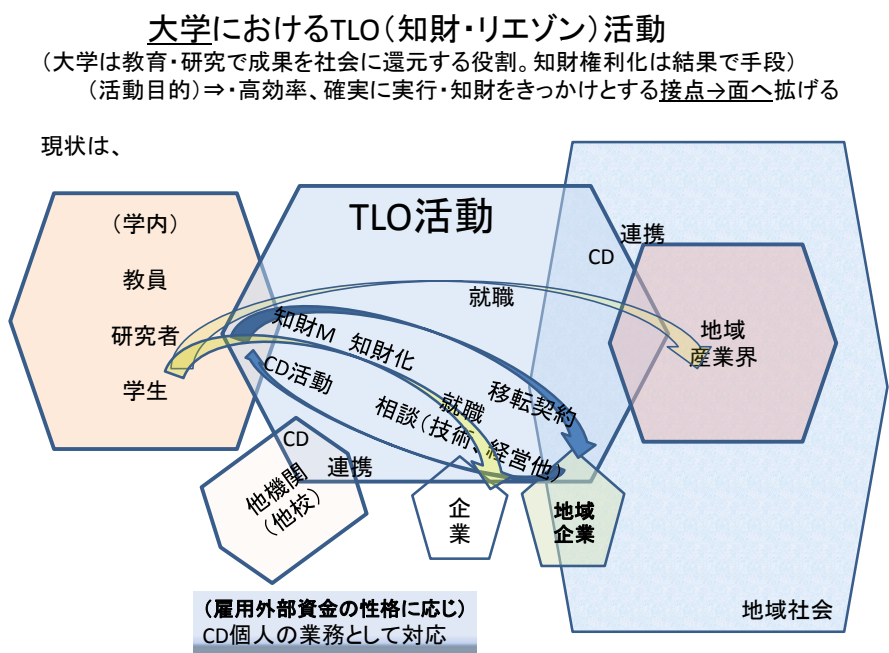 大学におけるTLO(知財・リエゾン)活動
(大学は教育・研究で成果を社会に還元する役割。知財権利化は結果で手段)
(活動目的)⇒・高効率、確実に実行・知財をきっかけとする接点→面へ拡げる
現状は、
(学内)
教員
研究者
学生
TLO活動
連携
CD
就職
地域
産業界
知財M 知財化
移転契約
CD活動
就職
相談(技術、経営他)
CD
連携
他機関
(他校)
企
業
地域
企業
地域社会
(雇用外部資金の性格に応じ)
CD個人の業務として対応